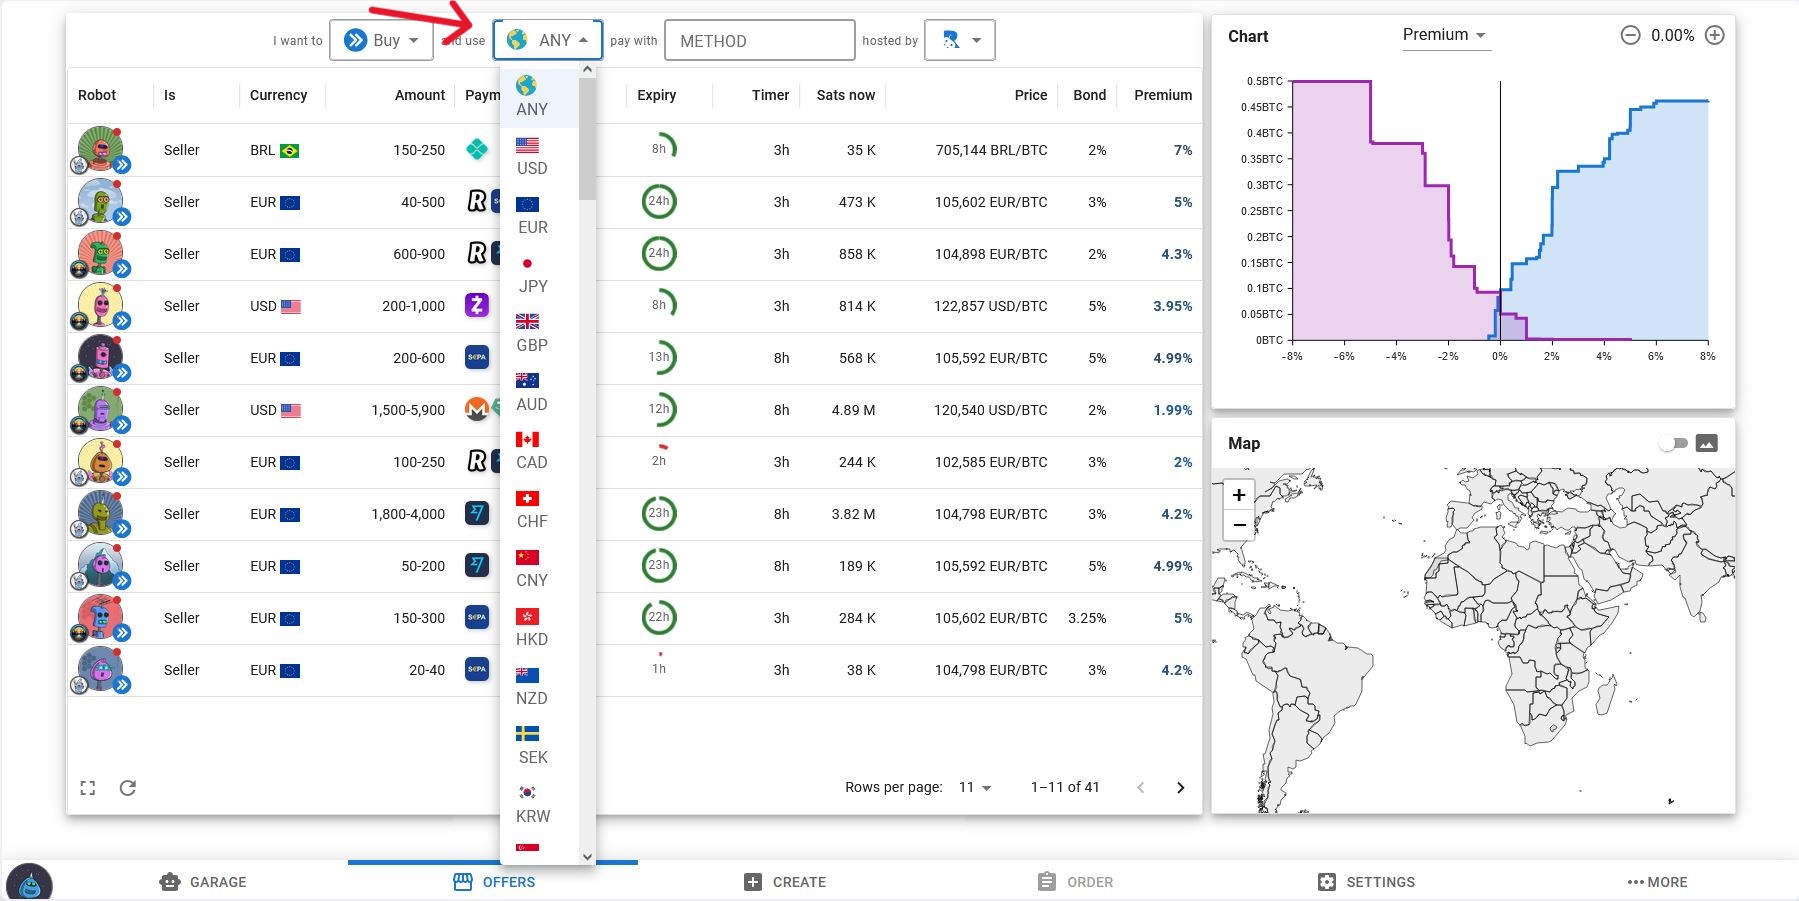 I want to Buy and use ANY pay with METHOD hosted by
Robot Is Currency Amount Paym Expiry Timer Sats now Price Bond Premium
Seller BRL 150-250 8h 3h 35 K 705,144 BRL/BTC 2% 7%
Seller EUR 40-500 24h 3h 473 K 105,602 EUR/BTC 3% 5%
Seller EUR 600-900 24h 3h 858 K 104,898 EUR/BTC 2% 4.3%
Seller USD 200-1,000 8h 3h 814 K 122,857 USD/BTC 5% 3.95%
Seller EUR 200-600 SEPA 13h 8h 568 K 105,592 EUR/BTC 5% 4.99%
Seller USD 1,500-5,900 12h 8h 4.89 M 120,540 USD/BTC 2% 1.99%
Seller EUR 100-250 2h 3h 244 K 102,585 EUR/BTC 3% 2%
Seller EUR 1,800-4,000 23h 8h 3.82 M 104,798 EUR/BTC 3% 4.2%
Seller EUR 50-200 23h 8h 189 K 105,592 EUR/BTC 5% 4.99%
Seller EUR 150-300 SEPA 22h 3h 284 K 105,602 EUR/BTC 3.25% 5%
Seller EUR 20-40 SEPA 1h 3h 38 K 104,798 EUR/BTC 3% 4.2%
ANY
USD
EUR
JPY
GBP
AUD
CAD
CHF
CNY
HKD
NZD
SEK
KRW
Rows per page: 11 1–11 of 41
Chart Premium 0.00%
0.5BTC
0.45BTC
0.4BTC
0.35BTC
0.3BTC
0.25BTC
0.2BTC
0.15BTC
0.1BTC
0.05BTC
0BTC
-8% -6% -4% -2% 0% 2% 4% 6% 8%
Map
+
−
GARAGE OFFERS CREATE ORDER SETTINGS MORE